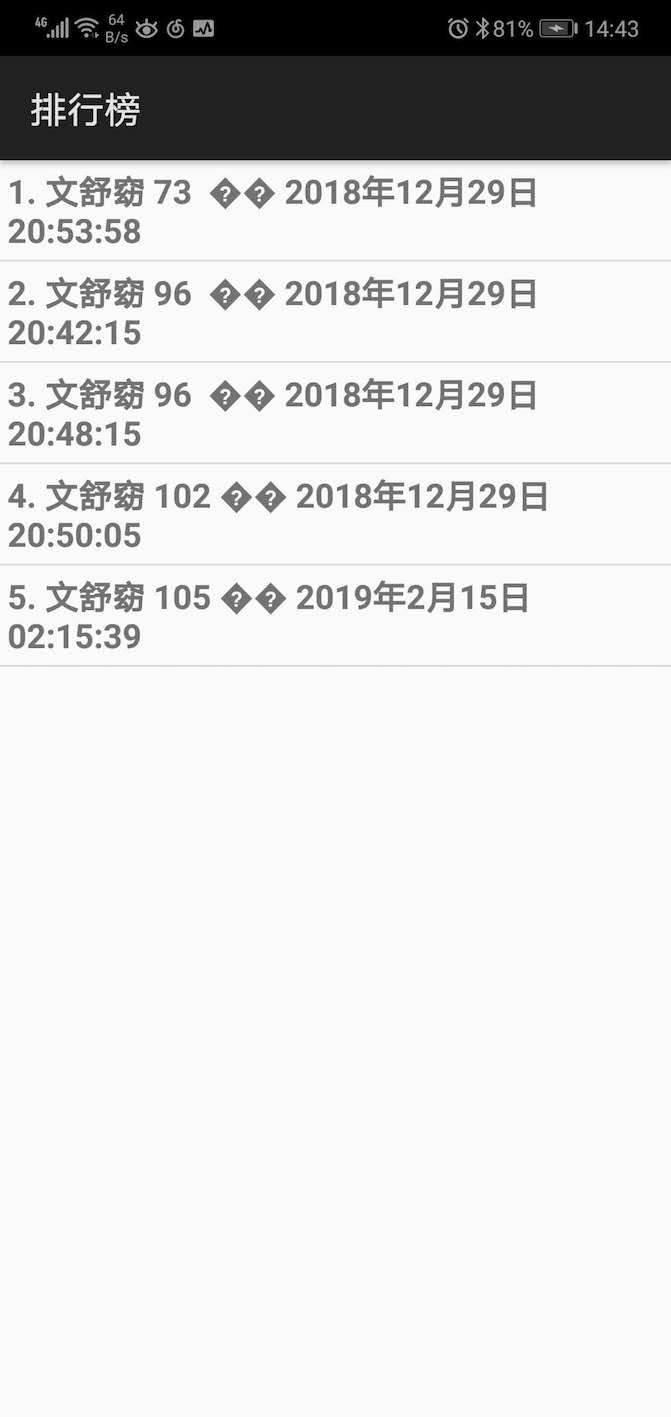 4G 64 B/s 81% 14:43
排行榜
1. 文舒窈 73 �� 2018年12月29日
20:53:58
2. 文舒窈 96 �� 2018年12月29日
20:42:15
3. 文舒窈 96 �� 2018年12月29日
20:48:15
4. 文舒窈 102 �� 2018年12月29日
20:50:05
5. 文舒窈 105 �� 2019年2月15日
02:15:39